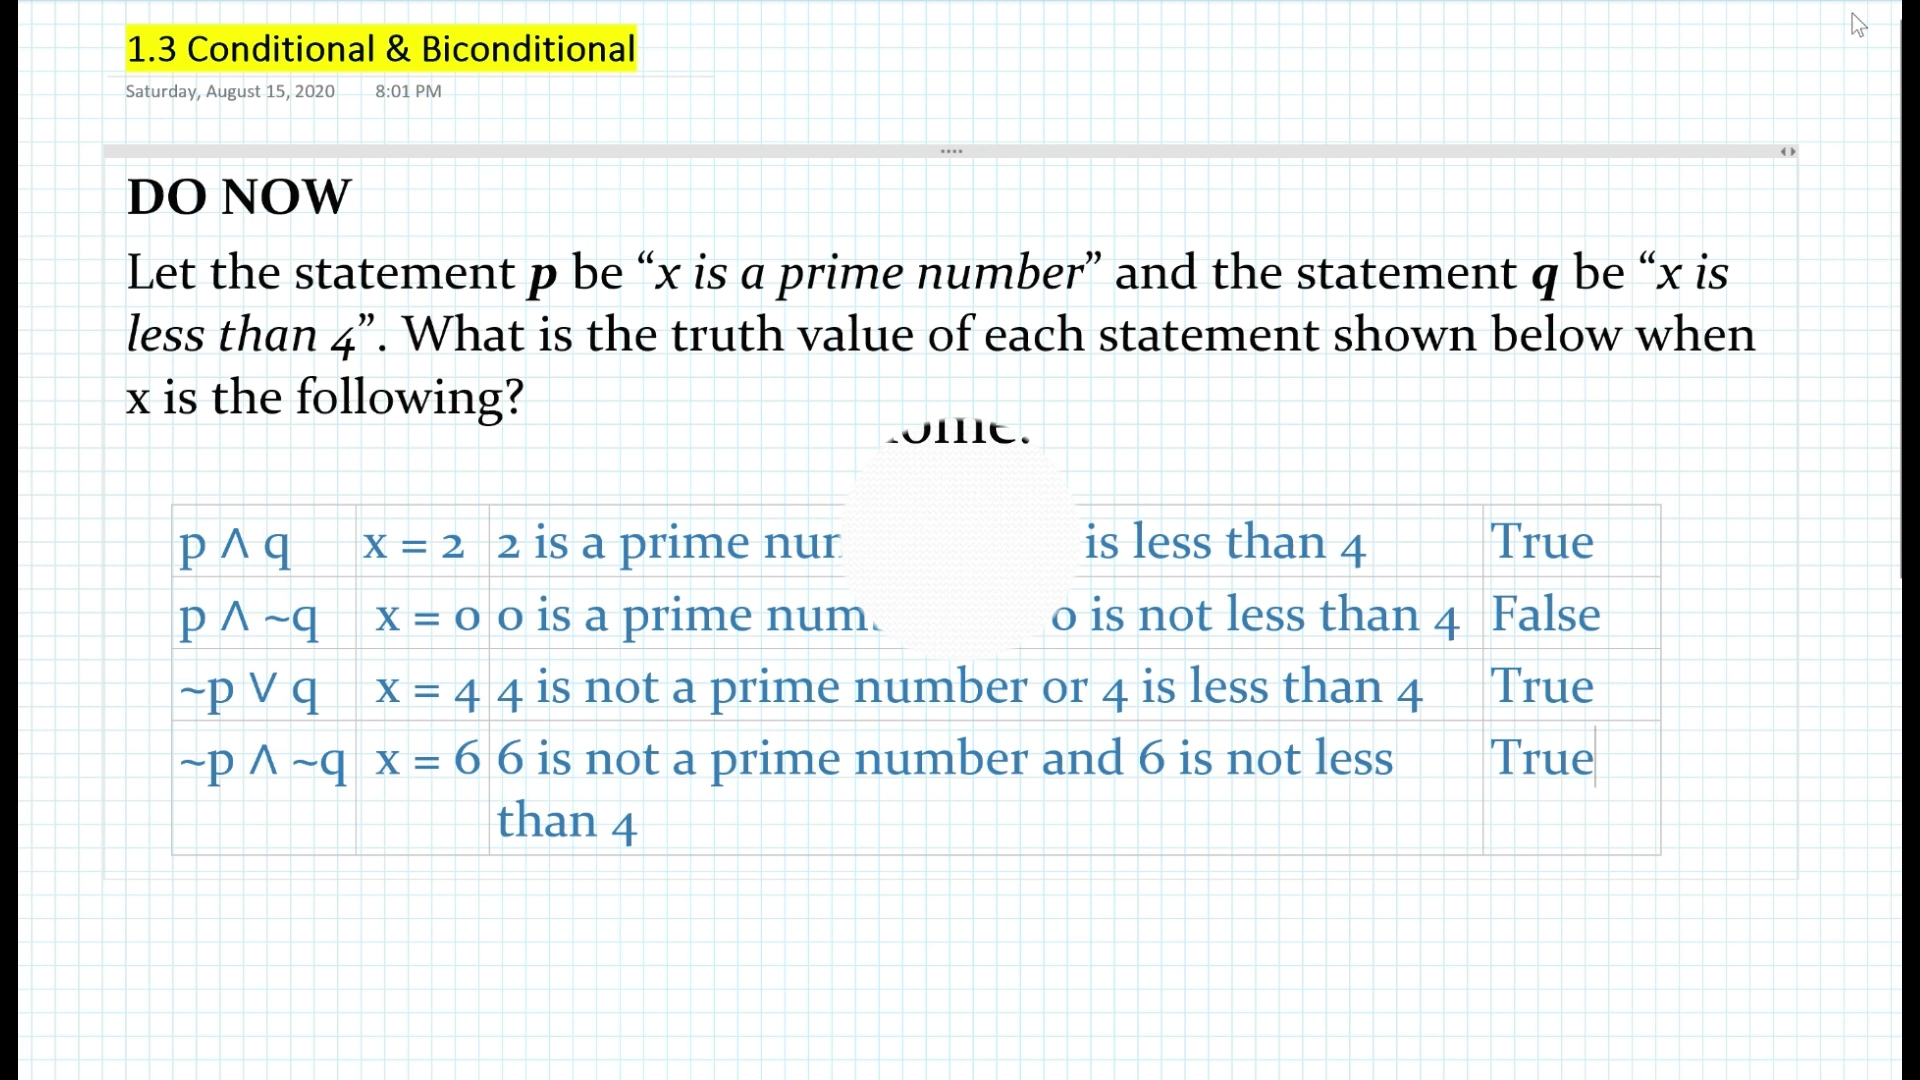 1.3 Conditional & Biconditional
Saturday, August 15, 2020 8:01 PM
DO NOW
Let the statement p be “x is a prime number” and the statement q be “x is
less than 4”. What is the truth value of each statement shown below when
x is the following?
p ∧ q x = 2 2 is a prime is less than 4 True
p ∧ ~q x = 0 0 is a prime 0 is not less than 4 False
~p ∨ q x = 4 4 is not a prime number or 4 is less than 4 True
~p ∧ ~q x = 6 6 is not a prime number and 6 is not less True
than 4